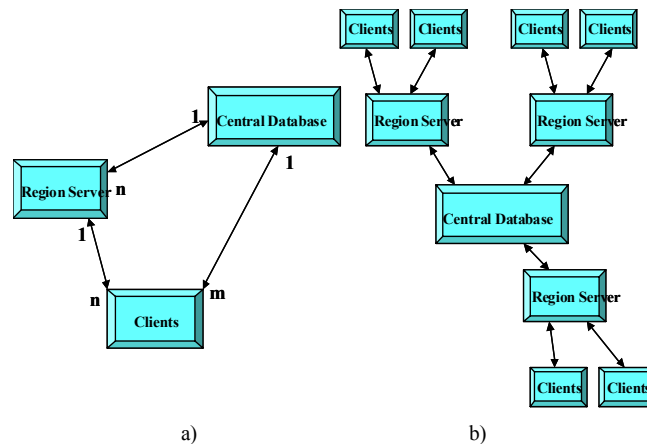 Central Database
1
1
Region Server
n
1
n
m
Clients
a)
Clients
Clients
Clients
Clients
Region Server
Region Server
Central Database
Region Server
Clients
Clients
b)